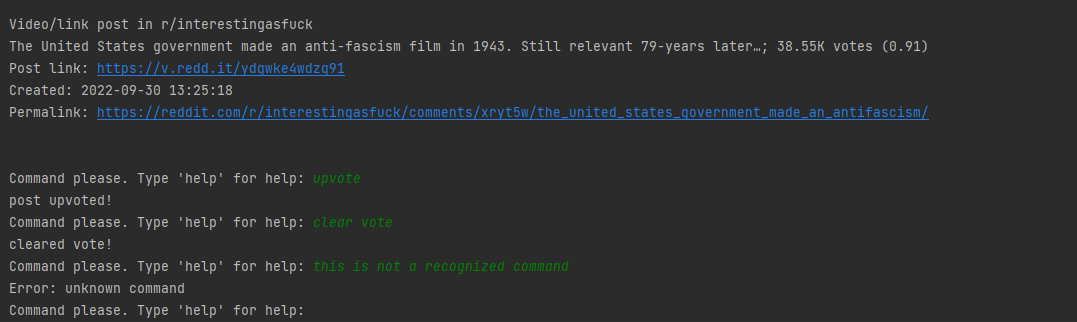 Video/link post in r/interestingasfuck
The United States government made an anti-fascism film in 1943. Still relevant 79-years later…; 38.55K votes (0.91)
Post link: https://v.redd.it/ydqwke4wdzq91
Created: 2022-09-30 13:25:18
Permalink: https://reddit.com/r/interestingasfuck/comments/xryt5w/the_united_states_government_made_an_antifascism/
Command please. Type 'help' for help: upvote
post upvoted!
Command please. Type 'help' for help: clear vote
cleared vote!
Command please. Type 'help' for help: this is not a recognized command
Error: unknown command
Command please. Type 'help' for help: